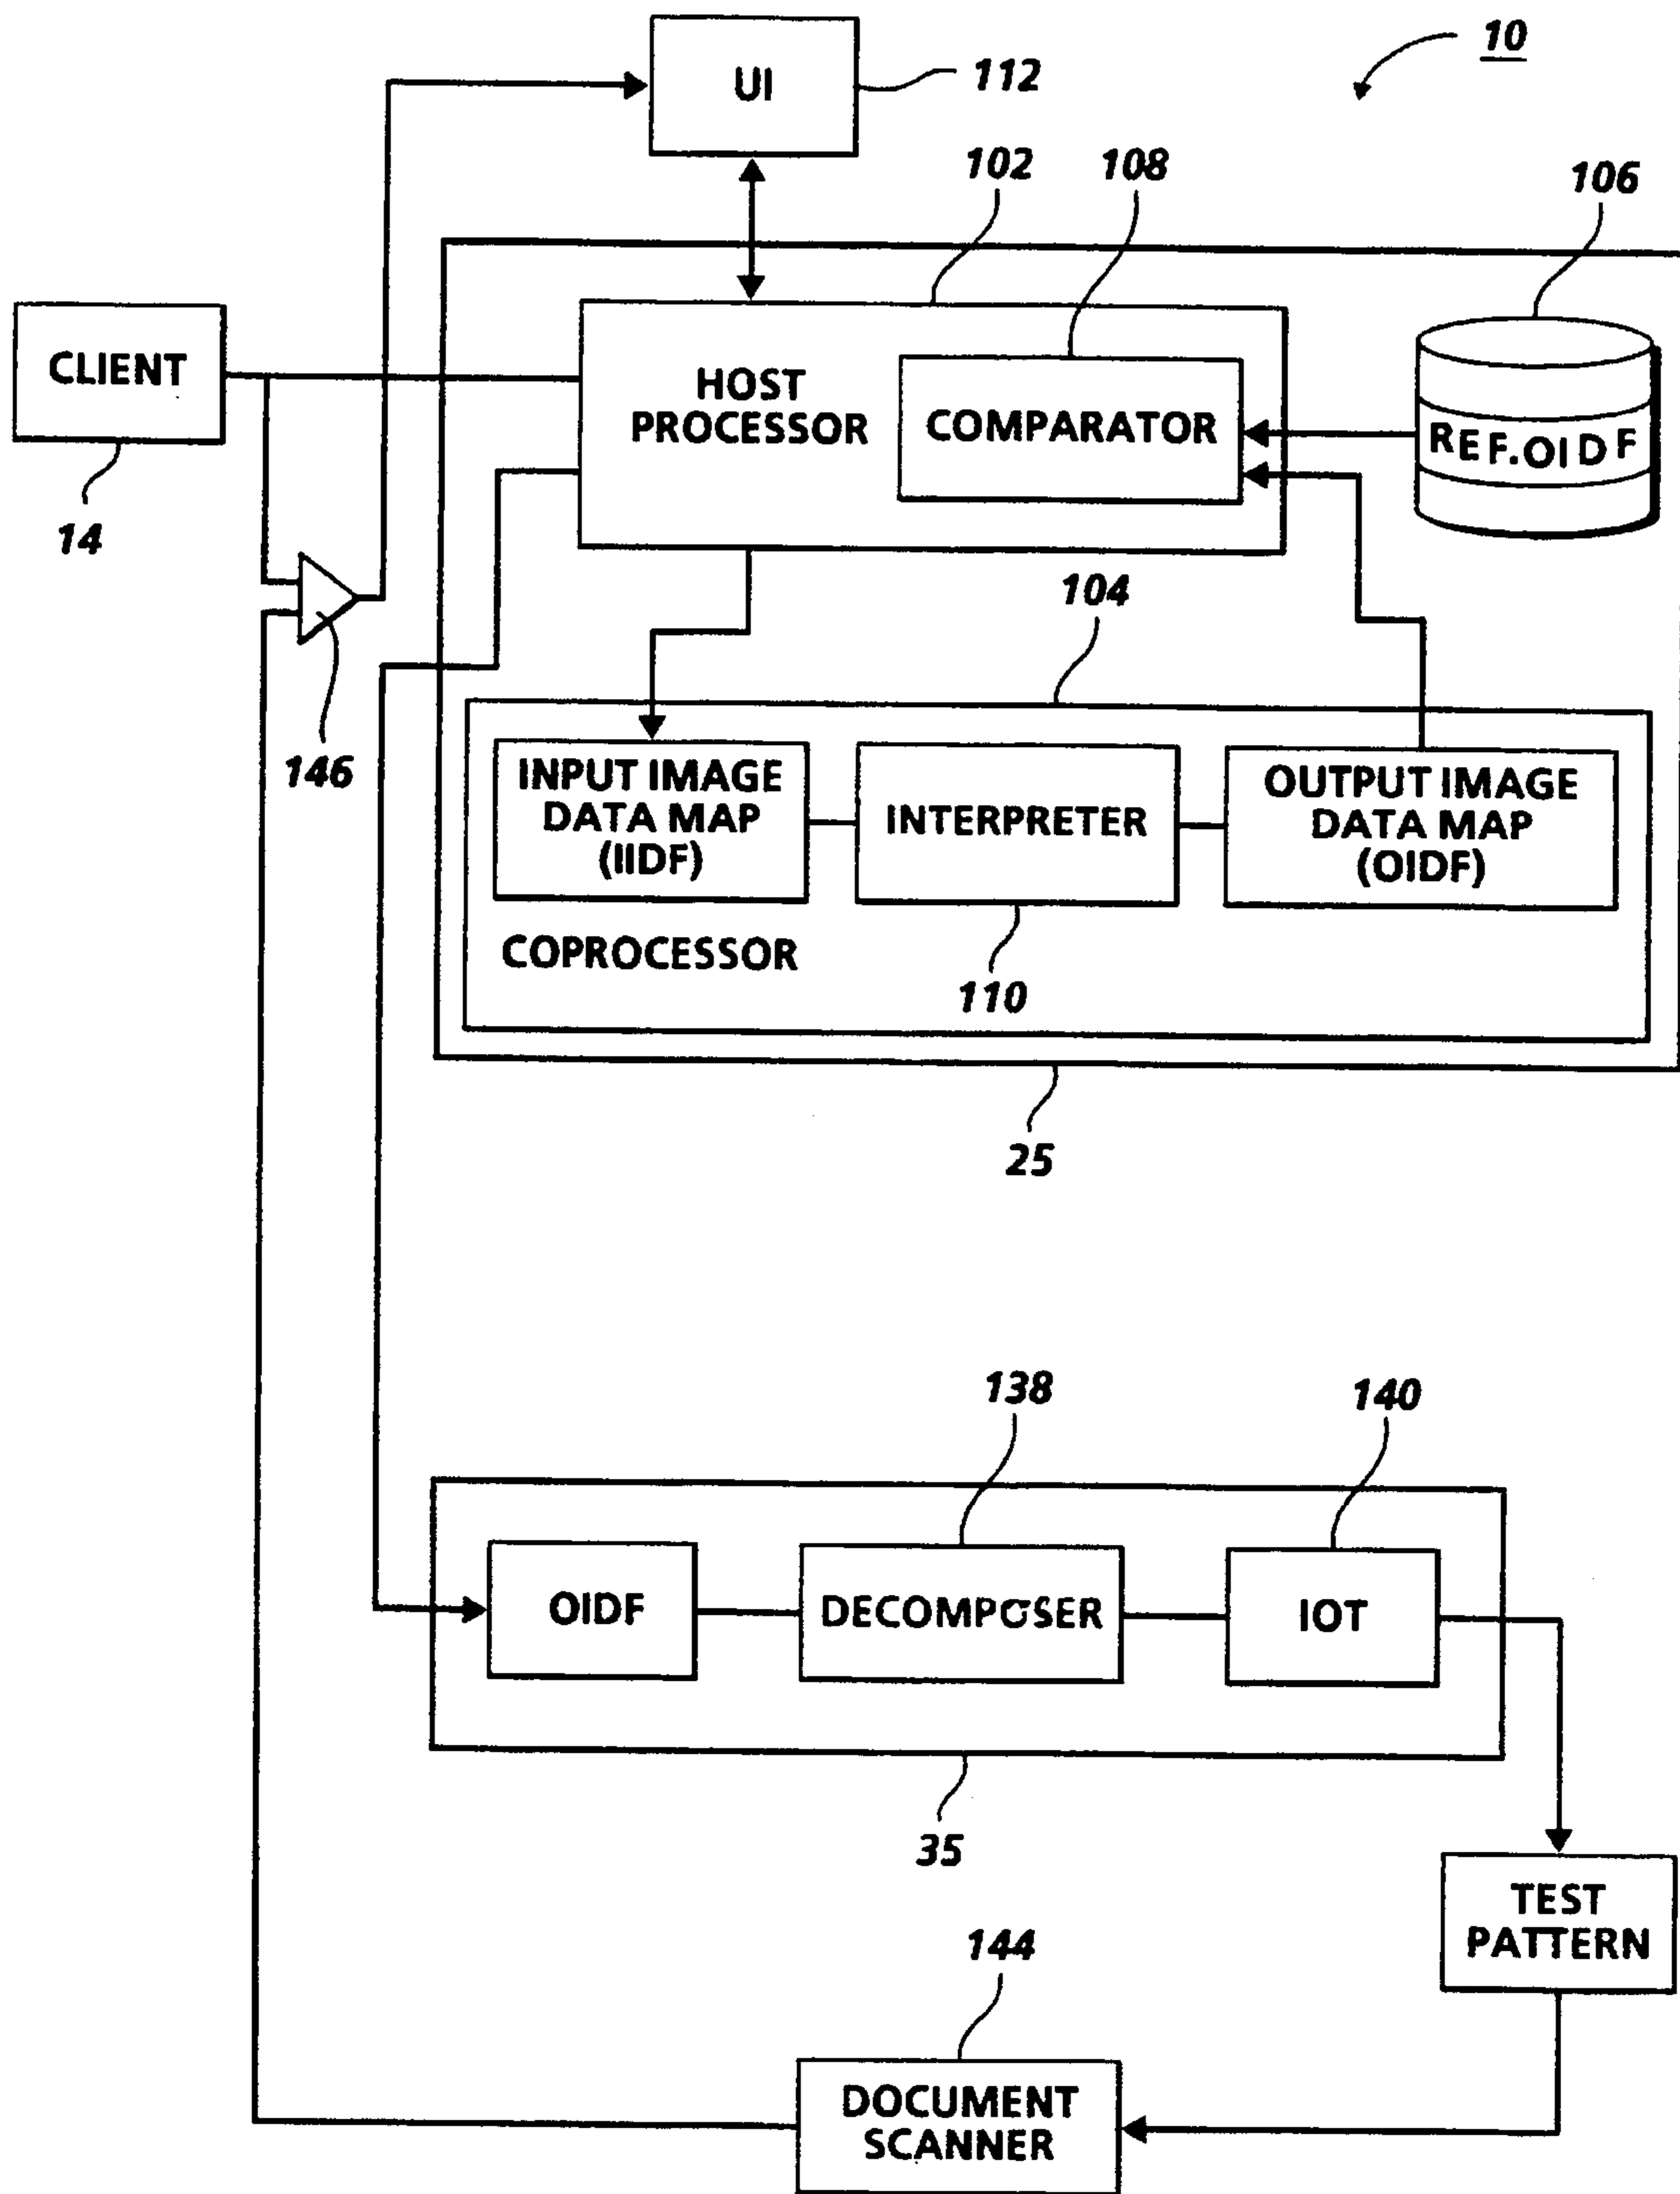 10
UI
112
102
108
106
CLIENT
14
HOST
PROCESSOR
COMPARATOR
REF.OIDF
146
104
INPUT IMAGE
DATA MAP
(IIDF)
INTERPRETER
OUTPUT IMAGE
DATA MAP
(OIDF)
COPROCESSOR
110
25
138
140
OIDF
DECOMPOSER
IOT
35
TEST
PATTERN
144
DOCUMENT
SCANNER